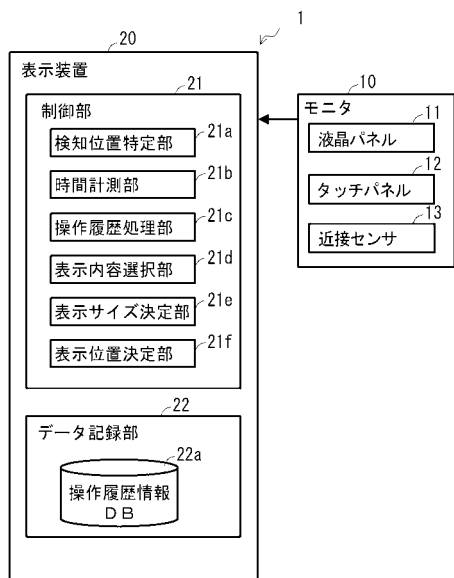 1
20
表示装置
21
制御部
検知位置特定部
21a
時間計測部
21b
操作履歴処理部
21c
表示内容選択部
21d
表示サイズ決定部
21e
表示位置決定部
21f
22
データ記録部
22a
操作履歴情報
DB
10
モニタ
11
液晶パネル
12
タッチパネル
13
近接センサ